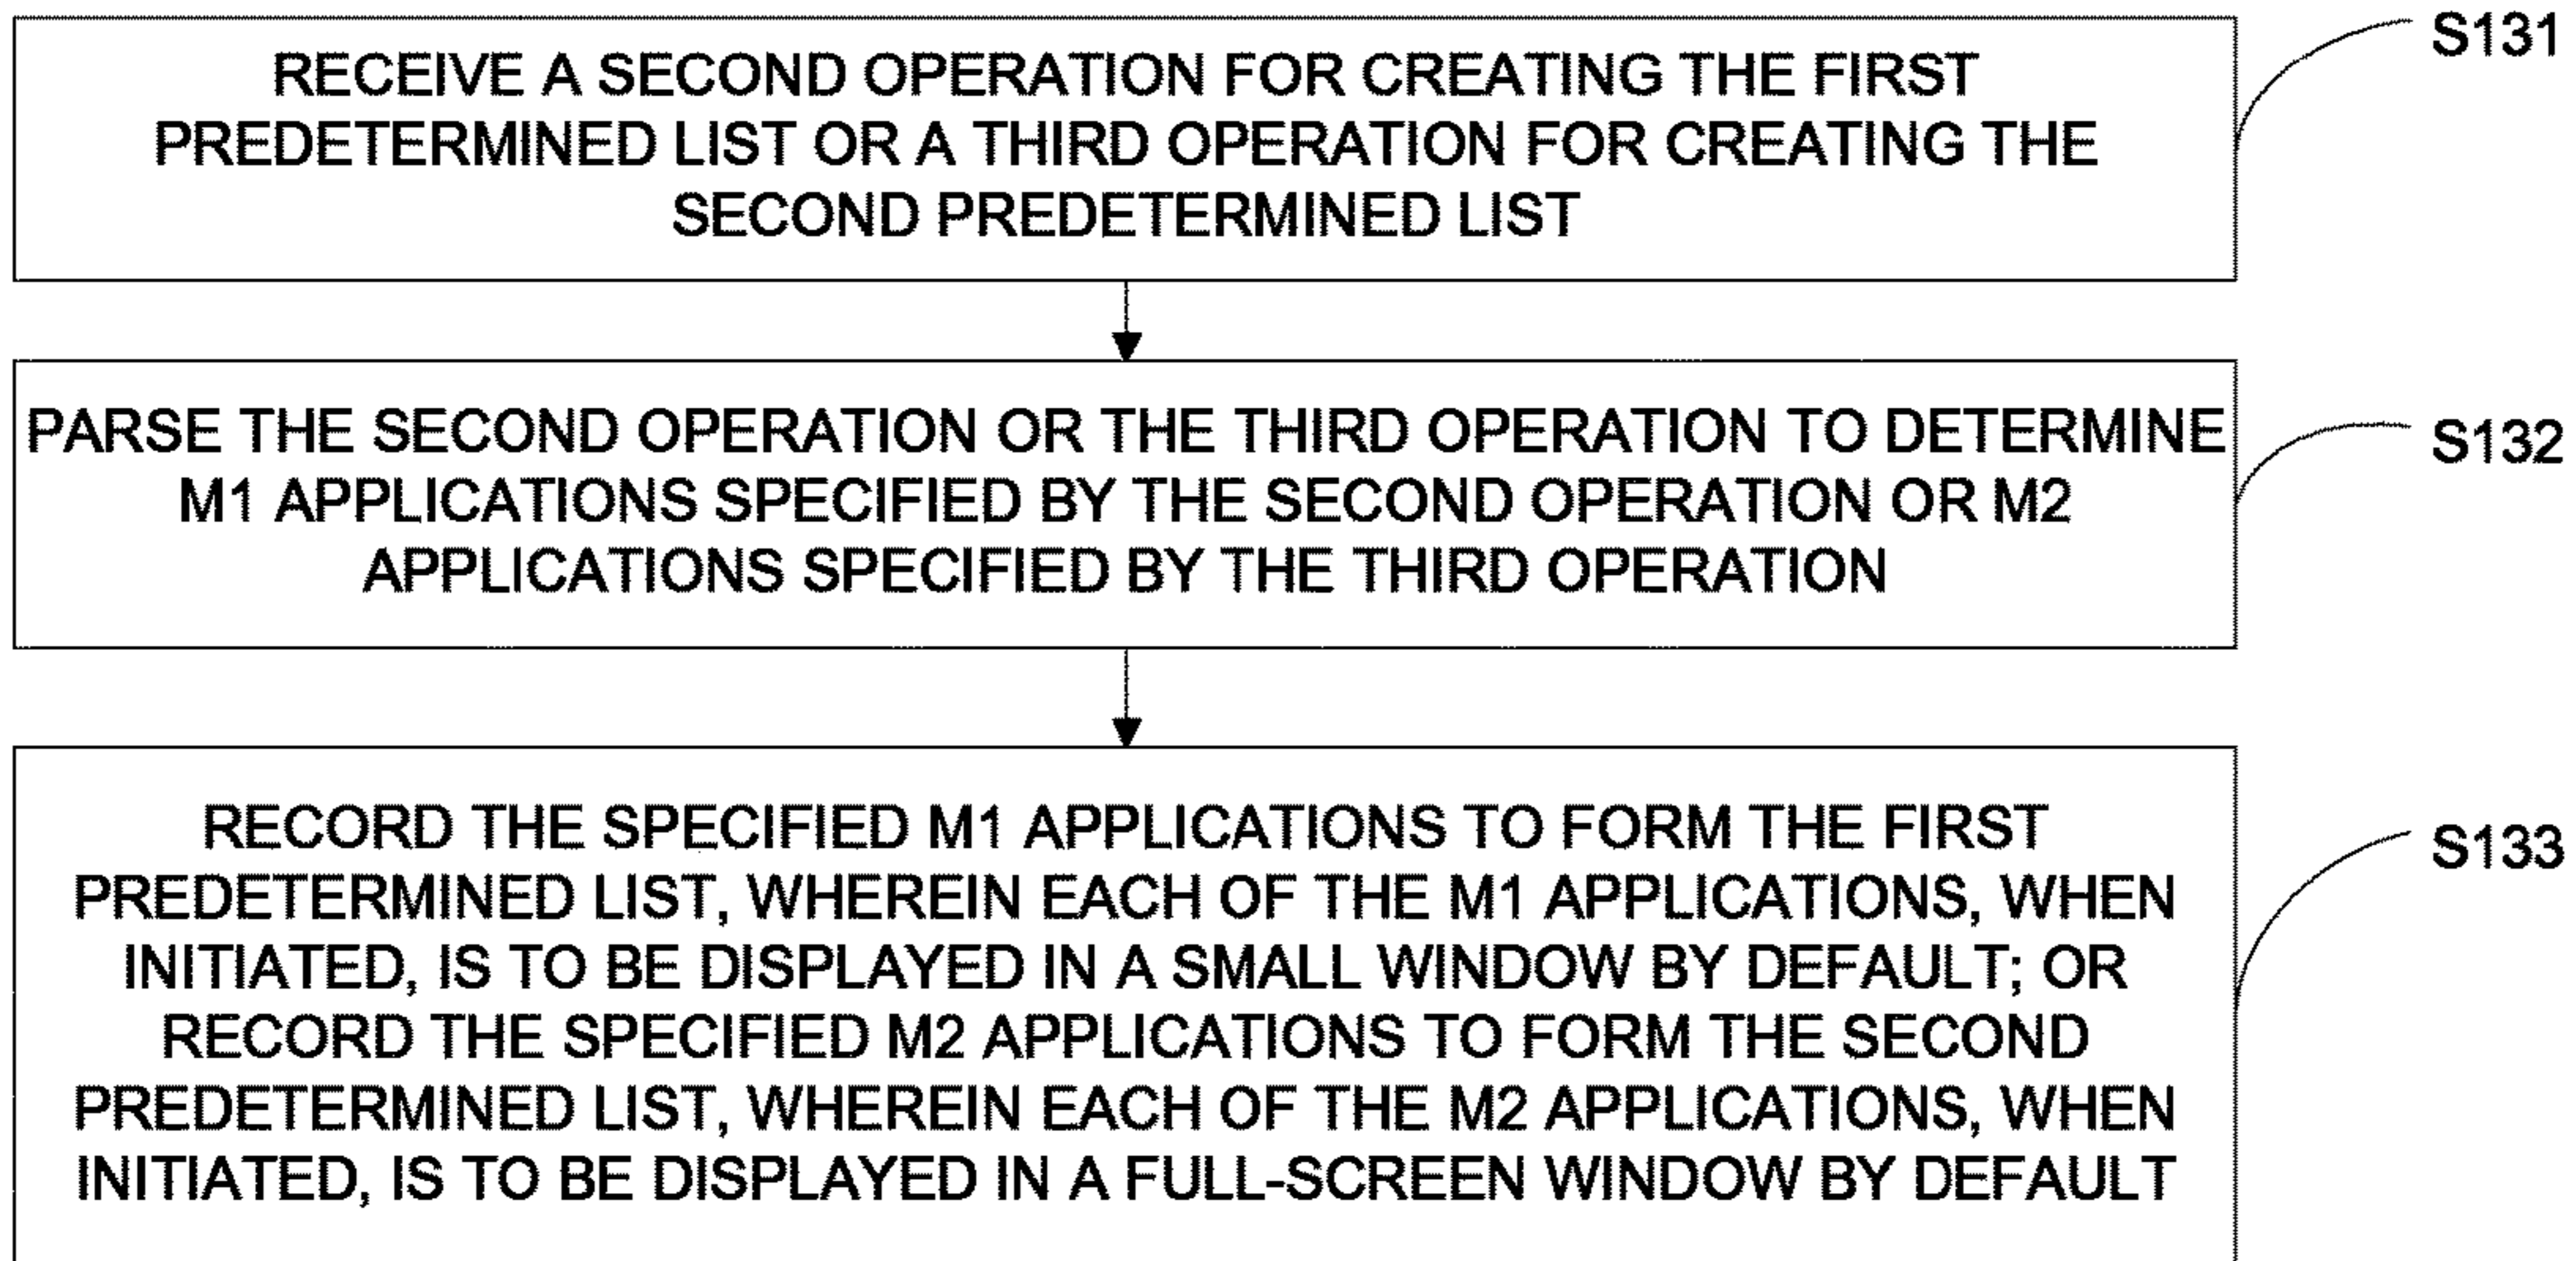 RECEIVE A SECOND OPERATION FOR CREATING THE FIRST
PREDETERMINED LIST OR A THIRD OPERATION FOR CREATING THE
SECOND PREDETERMINED LIST
S131
PARSE THE SECOND OPERATION OR THE THIRD OPERATION TO DETERMINE
M1 APPLICATIONS SPECIFIED BY THE SECOND OPERATION OR M2
APPLICATIONS SPECIFIED BY THE THIRD OPERATION
S132
RECORD THE SPECIFIED M1 APPLICATIONS TO FORM THE FIRST
PREDETERMINED LIST, WHEREIN EACH OF THE M1 APPLICATIONS, WHEN
INITIATED, IS TO BE DISPLAYED IN A SMALL WINDOW BY DEFAULT; OR
RECORD THE SPECIFIED M2 APPLICATIONS TO FORM THE SECOND
PREDETERMINED LIST, WHEREIN EACH OF THE M2 APPLICATIONS, WHEN
INITIATED, IS TO BE DISPLAYED IN A FULL-SCREEN WINDOW BY DEFAULT
S133